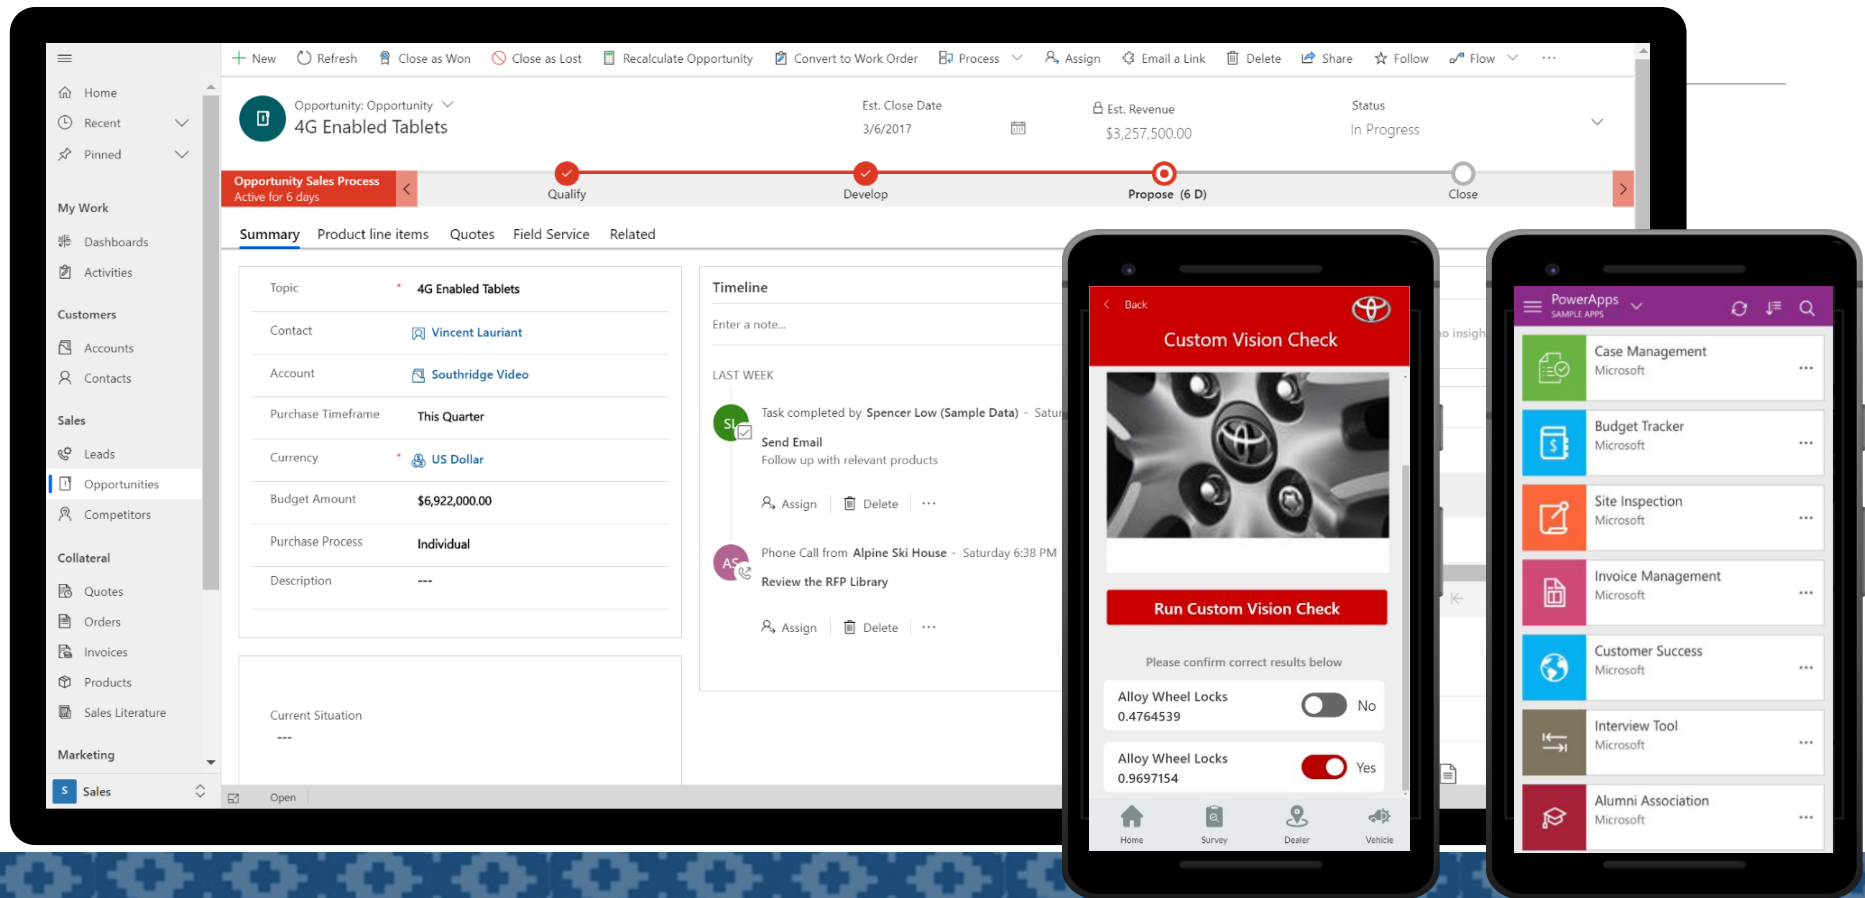 New Refresh Close as Won Close as Lost Recalculate Opportunity Convert to Work Order Process Assign Email a Link Delete Share Follow Flow ...
Home
Recent
Pinned
My Work
Dashboards
Activities
Customers
Accounts
Contacts
Sales
Leads
Opportunities
Competitors
Collateral
Quotes
Orders
Invoices
Products
Sales Literature
Marketing
S Sales
Opportunity: Opportunity
4G Enabled Tablets
Est. Close Date
3/6/2017
Est. Revenue
$3,257,500.00
Status
In Progress
Opportunity Sales Process
Active for 6 days
Qualify
Develop
Propose (6 D)
Close
Summary Product line items Quotes Field Service Related
Topic * 4G Enabled Tablets
Contact Vincent Lauriant
Account Southridge Video
Purchase Timeframe This Quarter
Currency * US Dollar
Budget Amount $6,922,000.00
Purchase Process Individual
Description ---
Current Situation
---
Open
Timeline
Enter a note...
LAST WEEK
SL
Task completed by Spencer Low (Sample Data) - Satur
Send Email
Follow up with relevant products
Assign Delete ...
AS
Phone Call from Alpine Ski House - Saturday 6:38 PM
Review the RFP Library
Assign Delete ...
no insigh
Back
Custom Vision Check
Run Custom Vision Check
Please confirm correct results below
Alloy Wheel Locks
0.4764539
No
Alloy Wheel Locks
0.9697154
Yes
Home Survey Dealer Vehicle
PowerApps
SAMPLE APPS
Case Management
Microsoft
...
Budget Tracker
Microsoft
...
Site Inspection
Microsoft
...
Invoice Management
Microsoft
...
Customer Success
Microsoft
...
Interview Tool
Microsoft
...
Alumni Association
Microsoft
...